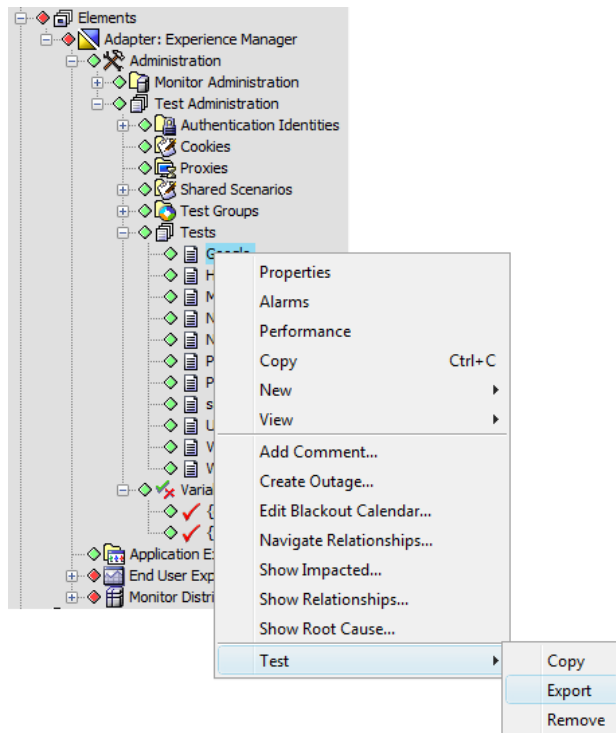 Elements
Adapter: Experience Manager
Administration
Monitor Administration
Test Administration
Authentication Identities
Cookies
Proxies
Shared Scenarios
Test Groups
Tests
Google
H
M
N
N
P
P
s
U
V
V
Varia
{
{
Application E
End User Exp
Monitor Distri
Properties
Alarms
Performance
Copy Ctrl+C
New
View
Add Comment...
Create Outage...
Edit Blackout Calendar...
Navigate Relationships...
Show Impacted...
Show Relationships...
Show Root Cause...
Test
Copy
Export
Remove